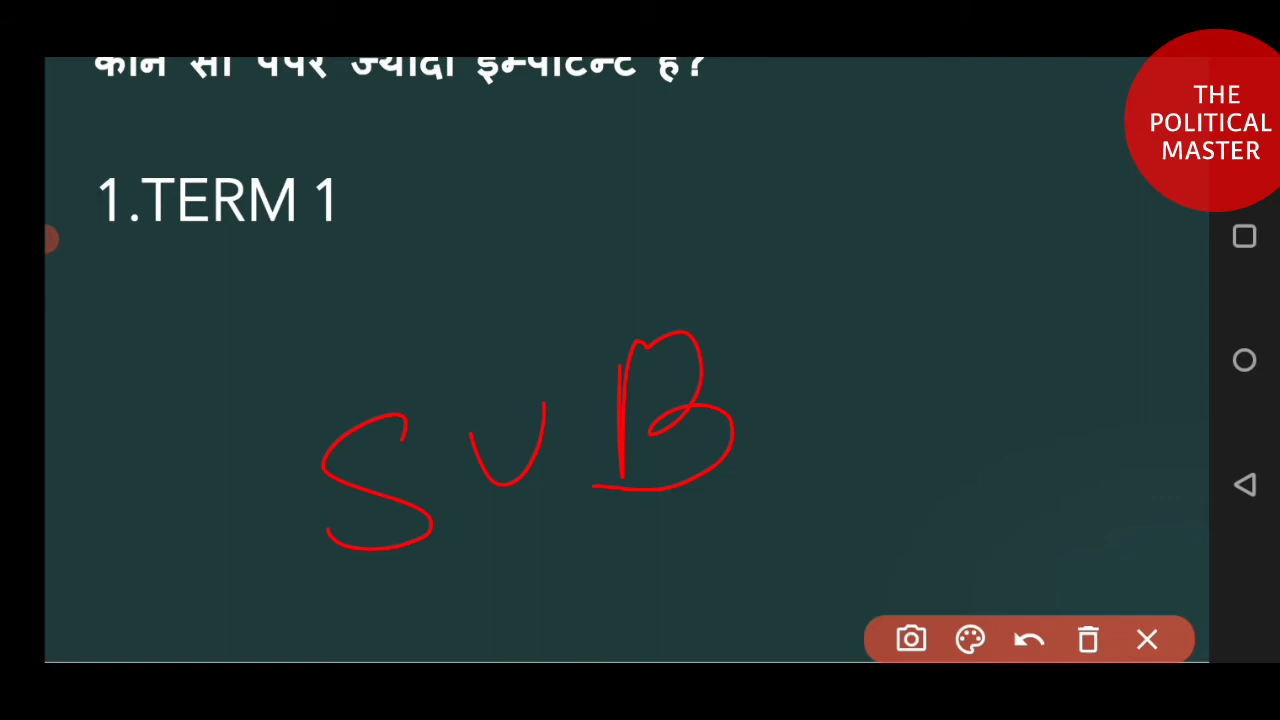 कौन सा पेपर ज्यादा इम्पोर्टेन्ट है?
THE
POLITICAL
MASTER
1.TERM 1
SUB